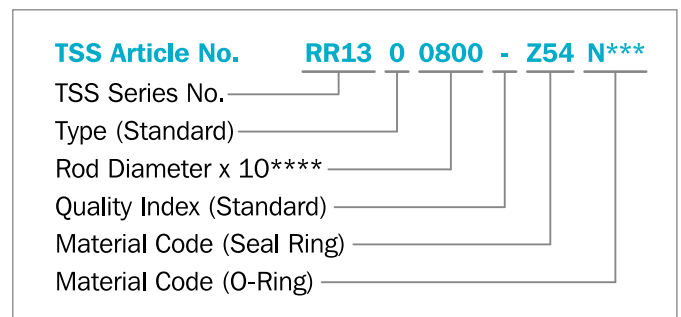 TSS Article No. RR13 0 0800 - Z54 N***
TSS Series No.
Type (Standard)
Rod Diameter x 10****
Quality Index (Standard)
Material Code (Seal Ring)
Material Code (O-Ring)